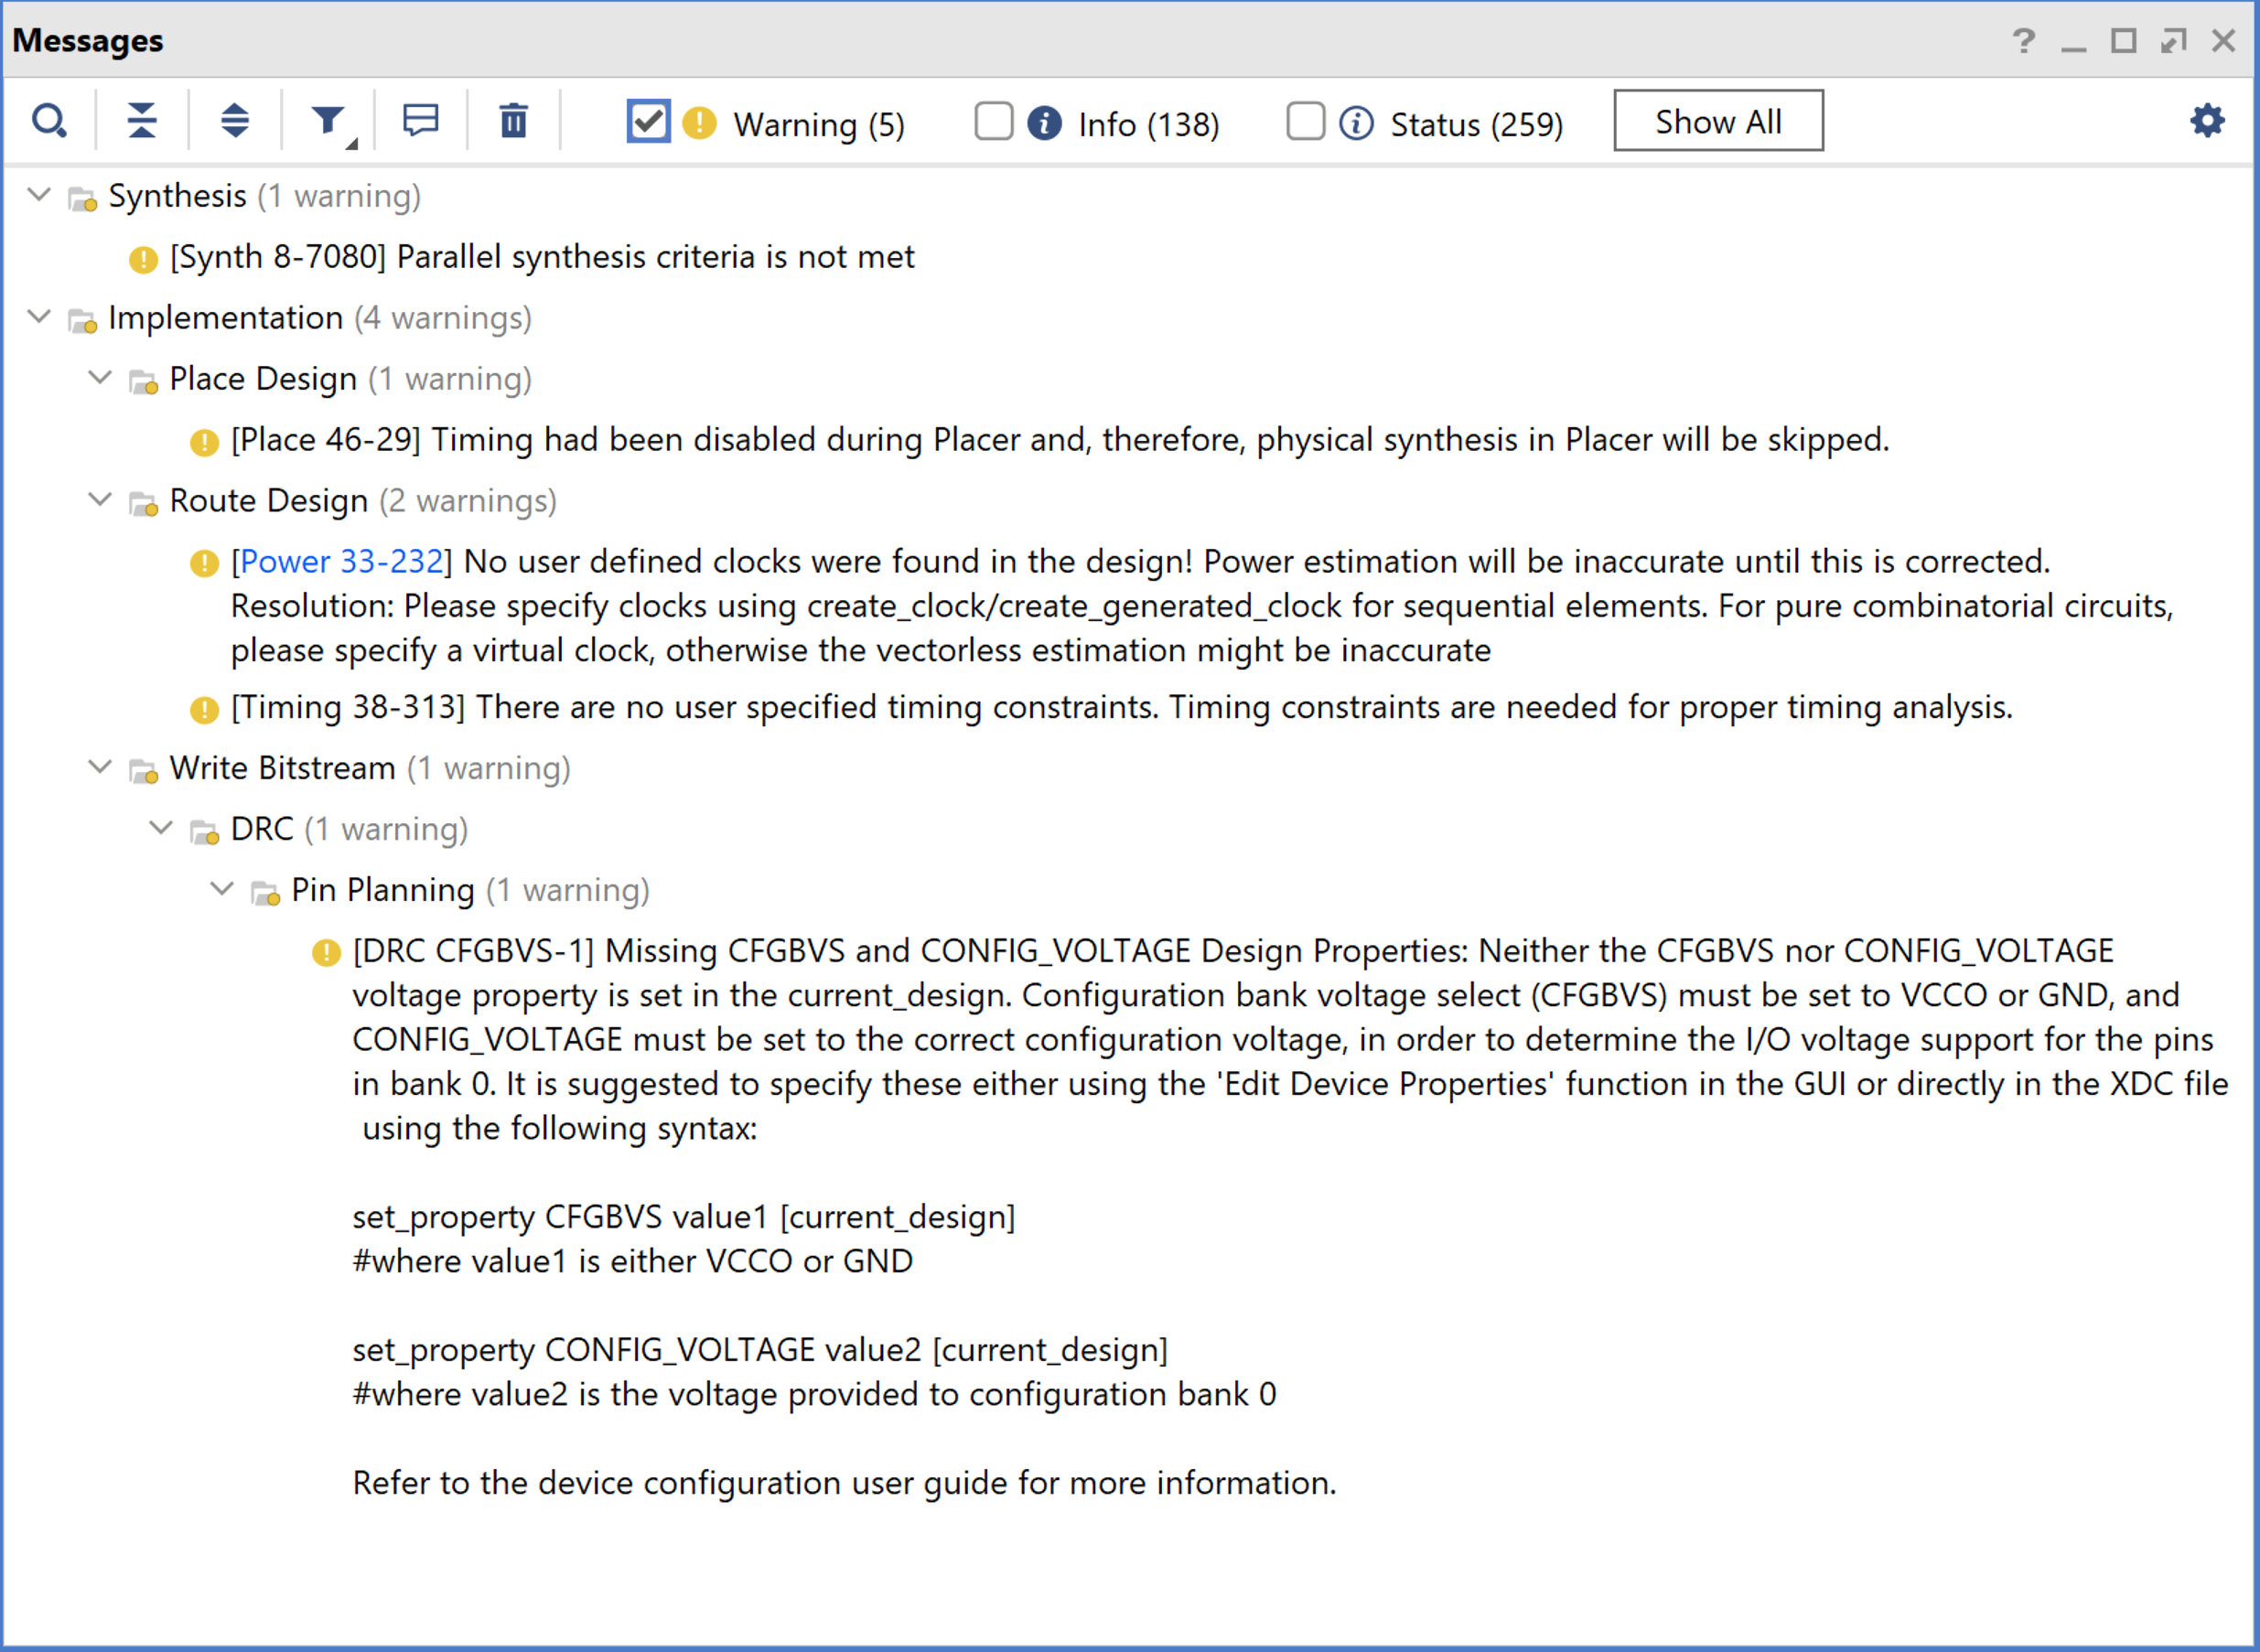 Messages
Warning (5) Info (138) Status (259) Show All
Synthesis (1 warning)
[Synth 8-7080] Parallel synthesis criteria is not met
Implementation (4 warnings)
Place Design (1 warning)
[Place 46-29] Timing had been disabled during Placer and, therefore, physical synthesis in Placer will be skipped.
Route Design (2 warnings)
[Power 33-232] No user defined clocks were found in the design! Power estimation will be inaccurate until this is corrected.
Resolution: Please specify clocks using create_clock/create_generated_clock for sequential elements. For pure combinatorial circuits,
please specify a virtual clock, otherwise the vectorless estimation might be inaccurate
[Timing 38-313] There are no user specified timing constraints. Timing constraints are needed for proper timing analysis.
Write Bitstream (1 warning)
DRC (1 warning)
Pin Planning (1 warning)
[DRC CFGBVS-1] Missing CFGBVS and CONFIG_VOLTAGE Design Properties: Neither the CFGBVS nor CONFIG_VOLTAGE
voltage property is set in the current_design. Configuration bank voltage select (CFGBVS) must be set to VCCO or GND, and
CONFIG_VOLTAGE must be set to the correct configuration voltage, in order to determine the I/O voltage support for the pins
in bank 0. It is suggested to specify these either using the 'Edit Device Properties' function in the GUI or directly in the XDC file
using the following syntax:
set_property CFGBVS value1 [current_design]
#where value1 is either VCCO or GND
set_property CONFIG_VOLTAGE value2 [current_design]
#where value2 is the voltage provided to configuration bank 0
Refer to the device configuration user guide for more information.